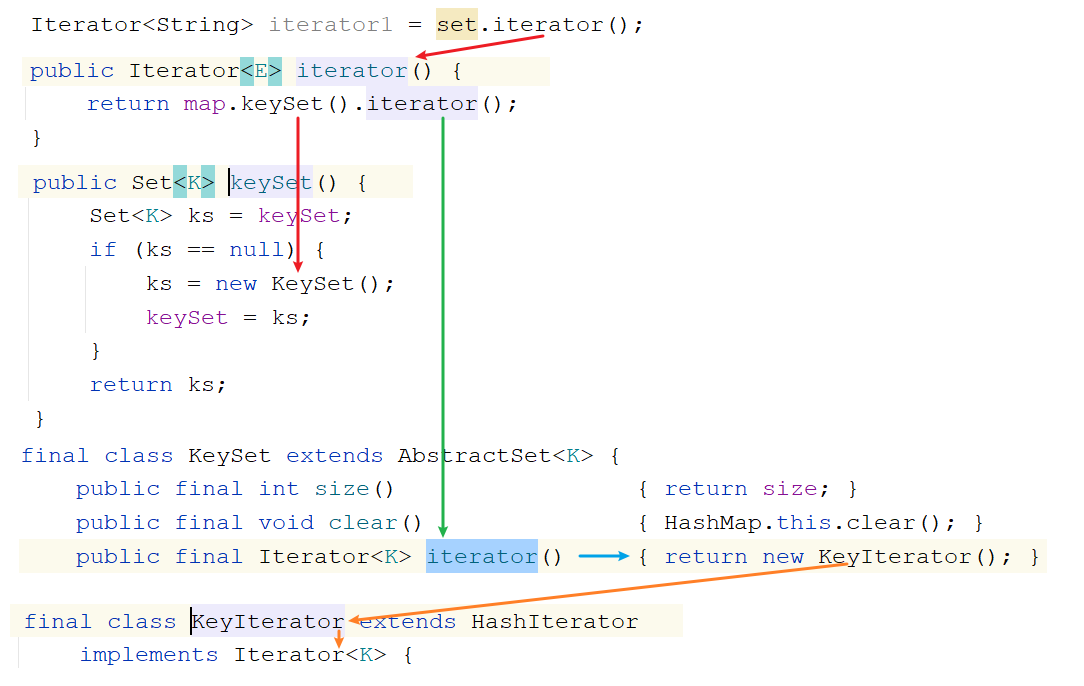 Iterator<String> iterator1 = set.iterator();
public Iterator<E> iterator() {
    return map.keySet().iterator();
}
public Set<K> keySet() {
    Set<K> ks = keySet;
    if (ks == null) {
        ks = new KeySet();
        keySet = ks;
    }
    return ks;
}
final class KeySet extends AbstractSet<K> {
    public final int size()                 { return size; }
    public final void clear()               { HashMap.this.clear(); }
    public final Iterator<K> iterator()     { return new KeyIterator(); }
final class KeyIterator extends HashIterator
    implements Iterator<K> {